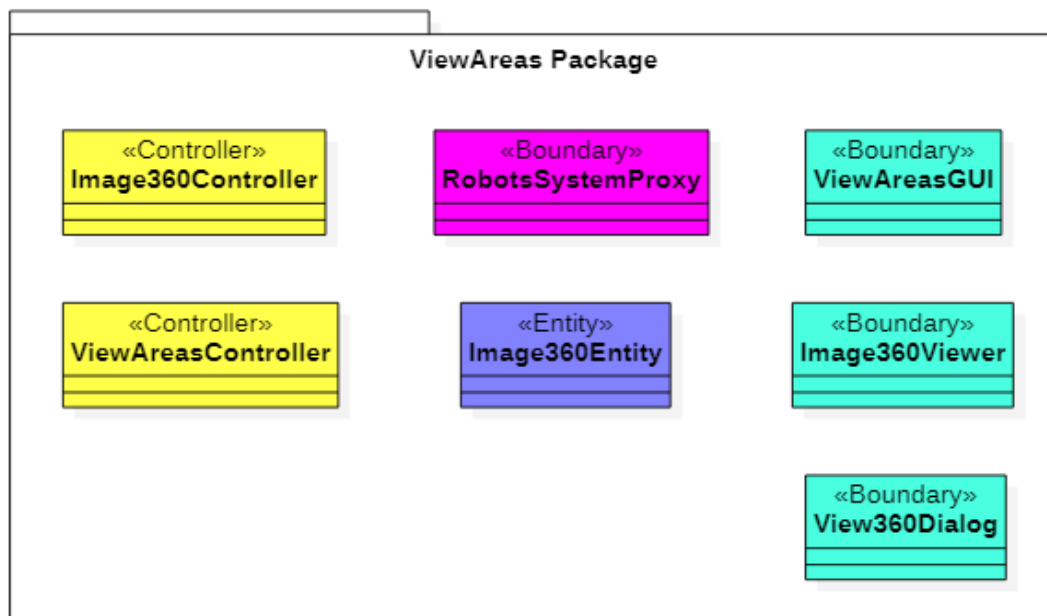 ViewAreas Package
«Controller»
Image360Controller
«Boundary»
RobotsSystemProxy
«Boundary»
ViewAreasGUI
«Controller»
ViewAreasController
«Entity»
Image360Entity
«Boundary»
Image360Viewer
«Boundary»
View360Dialog